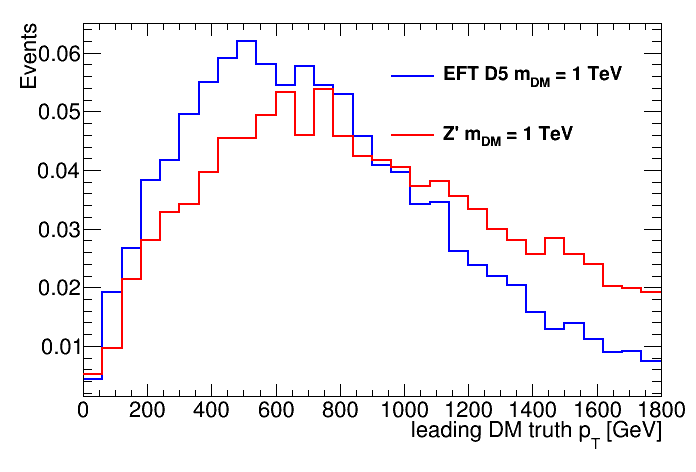 Events
0.06
0.05
0.04
0.03
0.02
0.01
EFT D5 m_DM = 1 TeV
Z' m_DM = 1 TeV
0 200 400 600 800 1000 1200 1400 1600 1800
leading DM truth p_T [GeV]